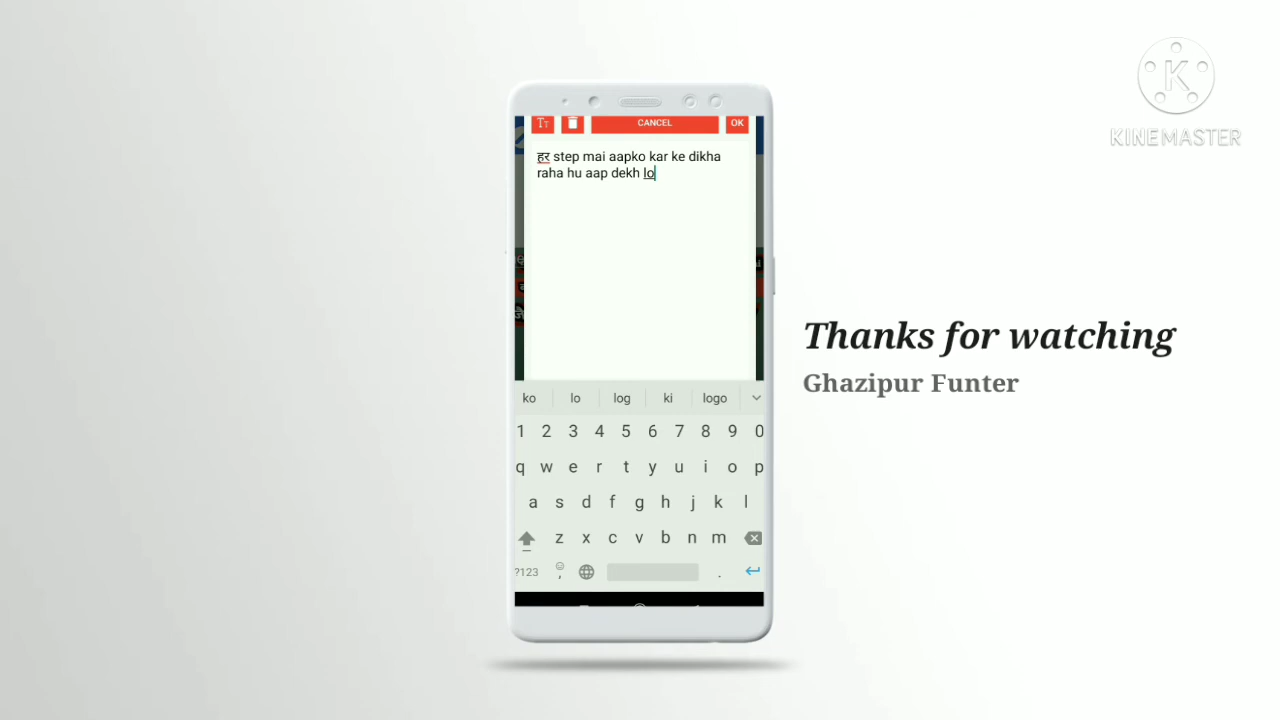 KINEMASTER
CANCEL
OK
हर step mai aapko kar ke dikha
raha hu aap dekh lo
Thanks for watching
Ghazipur Funter
ko lo log ki logo
1 2 3 4 5 6 7 8 9 0
q w e r t y u i o p
a s d f g h j k l
z x c v b n m
?123 , .